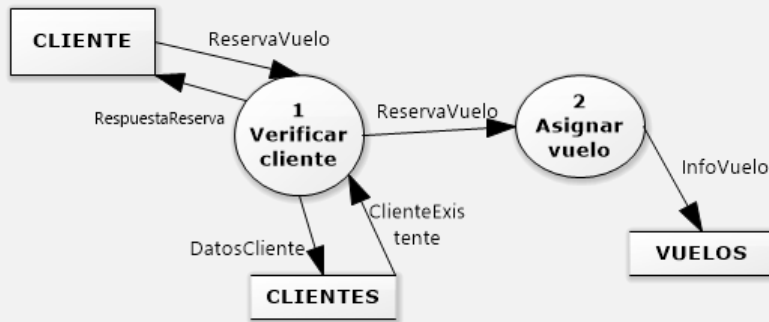 CLIENTE
ReservaVuelo
RespuestaReserva
1
Verificar
cliente
ReservaVuelo
2
Asignar
vuelo
InfoVuelo
ClienteExis
tente
DatosCliente
CLIENTES
VUELOS